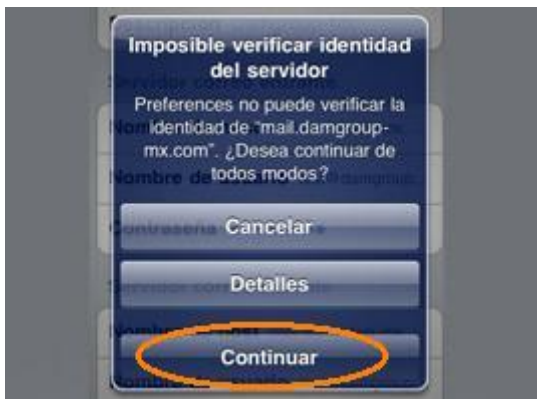 Imposible verificar identidad
del servidor
Preferences no puede verificar la
identidad de "mail.damgroup-
mx.com". ¿Desea continuar de
todos modos?
Cancelar
Detalles
Continuar